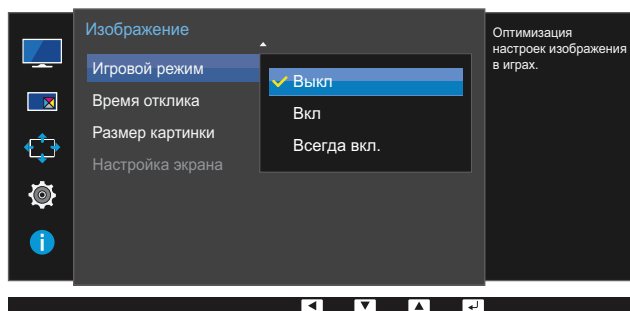 Изображение
Игровой режим
Время отклика
Размер картинки
Настройка экрана
Выкл
Вкл
Всегда вкл.
Оптимизация
настроек изображения
в играх.